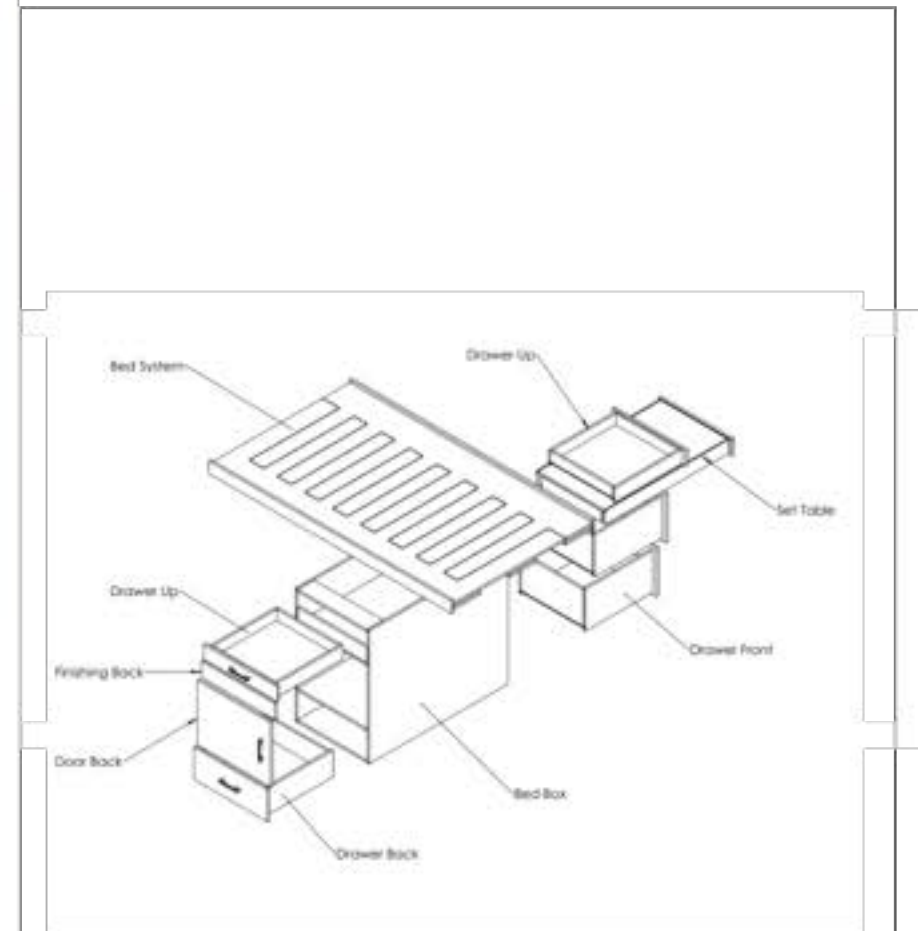 Drawer Up
Bed System
Set Table
Drawer Up
Drawer Front
Finishing Back
Door Back
Bed Box
Drawer Back